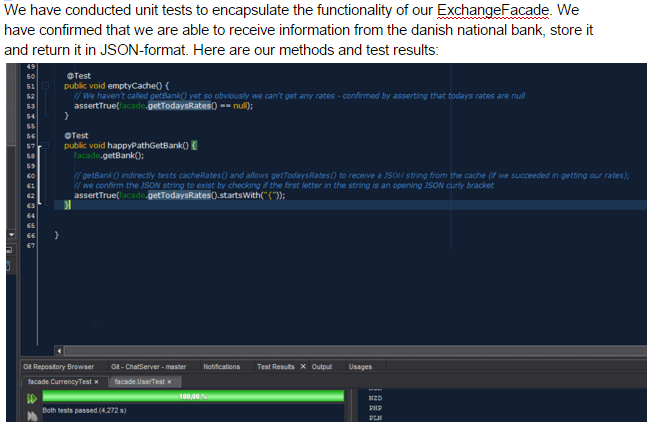 We have conducted unit tests to encapsulate the functionality of our ExchangeFacade. We
have confirmed that we are able to receive information from the danish national bank, store it
and return it in JSON-format. Here are our methods and test results:
49
50 @Test
51 public void emptyCache() {
52 // We haven't called getBank() yet so obviously we can't get any rates - confirmed by asserting that todays rates are null
53 assertTrue(facade.getTodaysRates() == null);
54 }
55
56 @Test
57 public void happyPathGetBank() {
58 facade.getBank();
59
60 // getBank() indirectly tests cacheRates() and allows getTodaysRates() to receive a JSON string from the cache (if we succeeded in getting our rates);
61 // we confirm the JSON string to exist by checking if the first letter in the string is an opening JSON curly bracket
62 assertTrue(facade.getTodaysRates().startsWith("{"));
63 }
64
65
66 }
67
Git Repository Browser Git - ChatServer - master Notifications Test Results × Output Usages
facade.CurrencyTest × facade.UserTest ×
100,00 % NZD
Both tests passed.(4,272 s) PHP
PLN